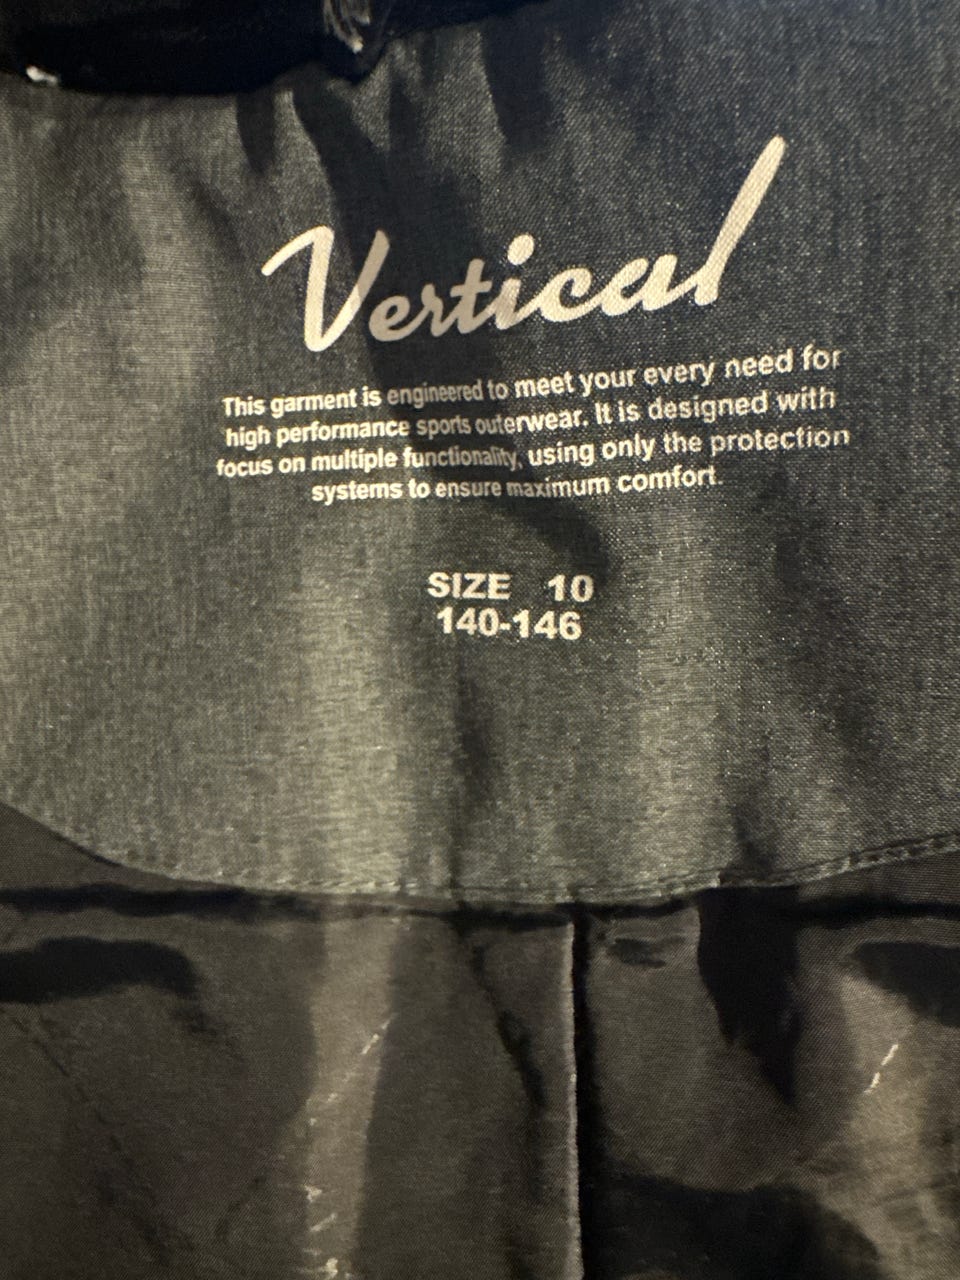 Vertical
This garment is engineered to meet your every need for
high performance sports outerwear. It is designed with
focus on multiple functionality, using only the protection
systems to ensure maximum comfort.
SIZE 10
140-146